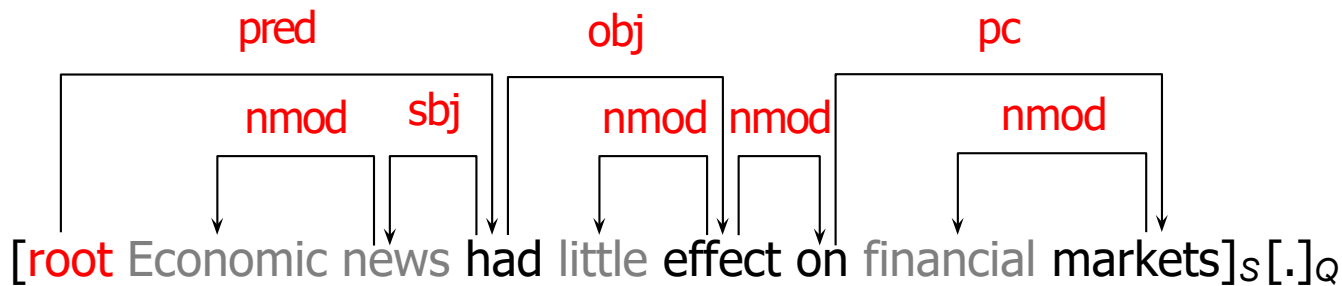 pred obj pc
nmod sbj nmod nmod nmod
[root Economic news had little effect on financial markets]S [.]Q